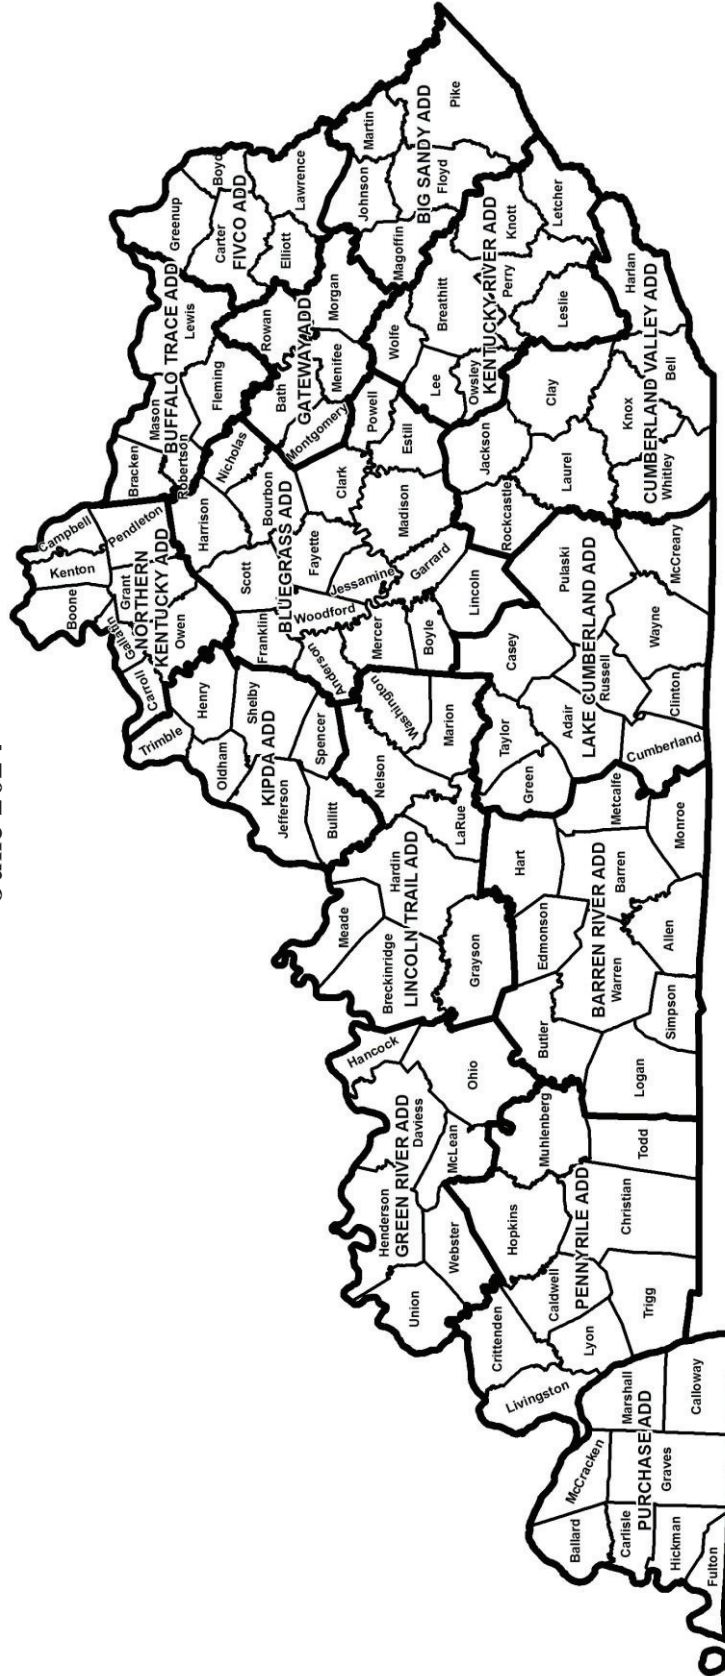 PURCHASE ADD
Ballard
McCracken
Carlisle
Hickman
Fulton
Graves
Marshall
Calloway
PENNYRILE ADD
Livingston
Crittenden
Lyon
Caldwell
Trigg
Hopkins
Christian
Muhlenberg
Todd
GREEN RIVER ADD
Union
Henderson
Webster
Daviess
McLean
Hancock
Ohio
BARREN RIVER ADD
Butler
Logan
Edmonson
Warren
Simpson
Hart
Barren
Allen
Metcalfe
Monroe
LINCOLN TRAIL ADD
Breckinridge
Meade
Grayson
Hardin
LaRue
Nelson
Washington
Marion
KIPDA ADD
Jefferson
Bullitt
Oldham
Trimble
Henry
Shelby
Spencer
NORTHERN
KENTUCKY ADD
Carroll
Gallatin
Owen
Boone
Grant
Kenton
Campbell
Pendleton
BLUEGRASS ADD
Franklin
Anderson
Woodford
Mercer
Boyle
Scott
Fayette
Jessamine
Garrard
Lincoln
Harrison
Bourbon
Nicholas
Clark
Madison
Powell
Estill
LAKE CUMBERLAND ADD
Green
Taylor
Adair
Casey
Russell
Cumberland
Clinton
Pulaski
Wayne
McCreary
BUFFALO TRACE ADD
Bracken
Robertson
Mason
Fleming
Lewis
GATEWAY ADD
Montgomery
Bath
Menifee
Rowan
Morgan
FIVCO ADD
Greenup
Carter
Boyd
Elliott
Lawrence
BIG SANDY ADD
Magoffin
Johnson
Martin
Floyd
Pike
KENTUCKY RIVER ADD
Wolfe
Lee
Owsley
Breathitt
Perry
Leslie
Knott
Letcher
CUMBERLAND VALLEY ADD
Rockcastle
Jackson
Laurel
Clay
Whitley
Knox
Bell
Harlan